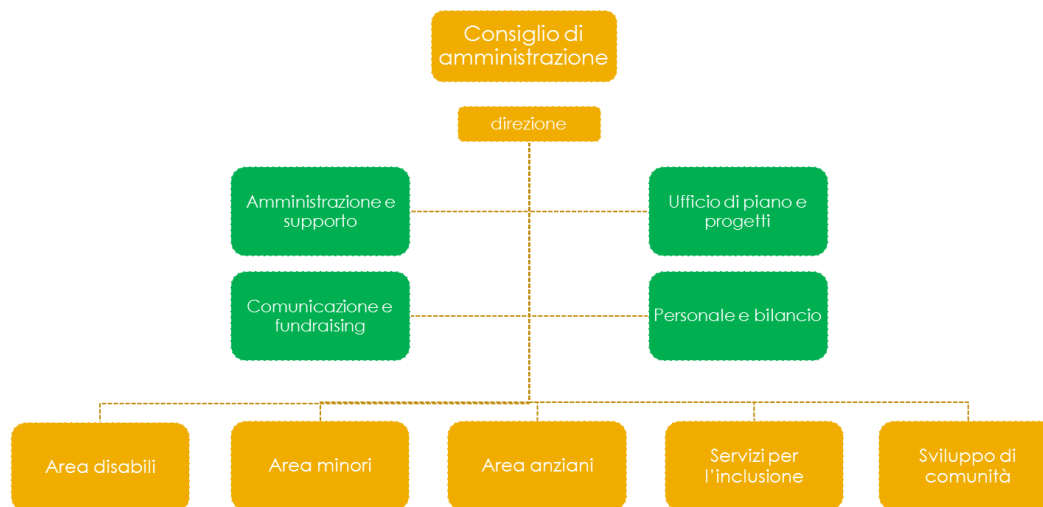 Consiglio di
amministrazione
direzione
Amministrazione e
supporto
Ufficio di piano e
progetti
Comunicazione e
fundraising
Personale e bilancio
Area disabili
Area minori
Area anziani
Servizi per
l’inclusione
Sviluppo di
comunità